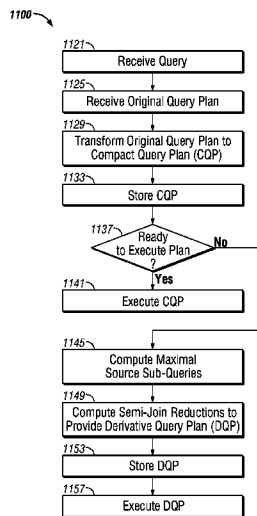 1100
1121
Receive Query
1125
Receive Original Query Plan
1129
Transform Original Query Plan to
Compact Query Plan (CQP)
1133
Store CQP
1137
Ready
to Execute Plan
?
No
Yes
1141
Execute CQP
1145
Compute Maximal
Source Sub-Queries
1149
Compute Semi-Join Reductions to
Provide Derivative Query Plan (DQP)
1153
Store DQP
1157
Execute DQP